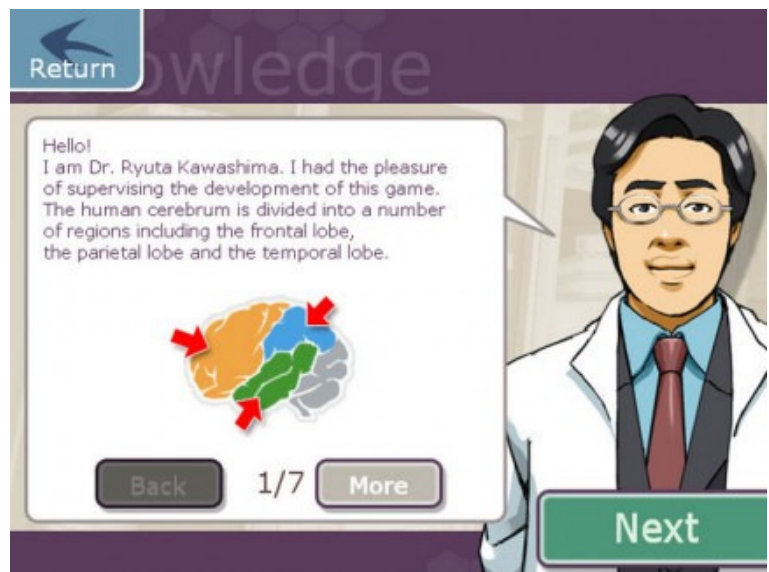 Return
owledge
Hello!
I am Dr. Ryuta Kawashima. I had the pleasure
of supervising the development of this game.
The human cerebrum is divided into a number
of regions including the frontal lobe,
the parietal lobe and the temporal lobe.
Back
1/7
More
Next